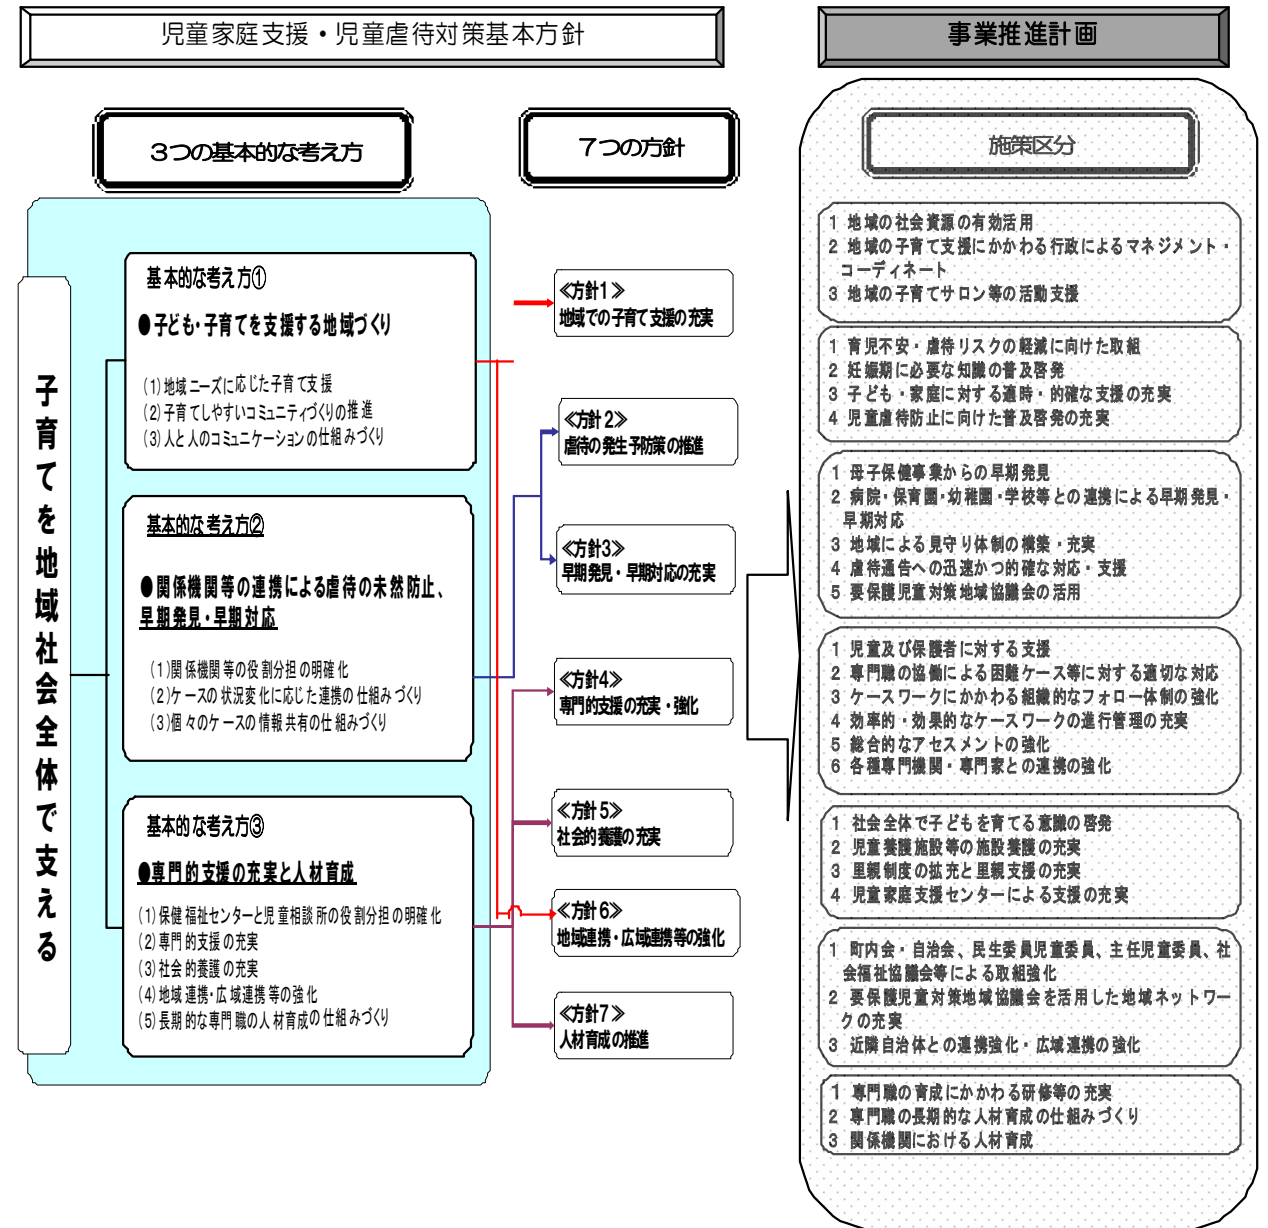 児童家庭支援・児童虐待対策基本方針
事業推進計画
3つの基本的な考え方
7つの方針
施策区分
子育てを地域社会全体で支える
基本的な考え方①
●子ども・子育てを支援する地域づくり
(1)地域ニーズに応じた子育て支援
(2)子育てしやすいコミュニティづくりの推進
(3)人と人のコミュニケーションの仕組みづくり
基本的な考え方②
●関係機関等の連携による虐待の未然防止、
早期発見・早期対応
(1)関係機関等の役割分担の明確化
(2)ケースの状況変化に応じた連携の仕組みづくり
(3)個々のケースの情報共有の仕組みづくり
基本的な考え方③
●専門的支援の充実と人材育成
(1)保健福祉センターと児童相談所の役割分担の明確化
(2)専門的支援の充実
(3)社会的養護の充実
(4)地域連携・広域連携等の強化
(5)長期的な専門職の人材育成の仕組みづくり
≪方針1≫
地域での子育て支援の充実
≪方針2≫
虐待の発生予防策の推進
≪方針3≫
早期発見・早期対応の充実
≪方針4≫
専門的支援の充実・強化
≪方針5≫
社会的養護の充実
≪方針6≫
地域連携・広域連携等の強化
≪方針7≫
人材育成の推進
1 地域の社会資源の有効活用
2 地域の子育て支援にかかわる行政によるマネジメント・
コーディネート
3 地域の子育てサロン等の活動支援
1 育児不安・虐待リスクの軽減に向けた取組
2 妊娠期に必要な知識の普及啓発
3 子ども・家庭に対する適時・的確な支援の充実
4 児童虐待防止に向けた普及啓発の充実
1 母子保健事業からの早期発見
2 病院・保育園・幼稚園・学校等との連携による早期発見・
早期対応
3 地域による見守り体制の構築・充実
4 虐待通告への迅速かつ的確な対応・支援
5 要保護児童対策地域協議会の活用
1 児童及び保護者に対する支援
2 専門職の協働による困難ケース等に対する適切な対応
3 ケースワークにかかわる組織的なフォロー体制の強化
4 効率的・効果的なケースワークの進行管理の充実
5 総合的なアセスメントの強化
6 各種専門機関・専門家との連携の強化
1 社会全体で子どもを育てる意識の啓発
2 児童養護施設等の施設養護の充実
3 里親制度の拡充と里親支援の充実
4 児童家庭支援センターによる支援の充実
1 町内会・自治会、民生委員児童委員、主任児童委員、社
会福祉協議会等による取組強化
2 要保護児童対策地域協議会を活用した地域ネットワー
クの充実
3 近隣自治体との連携強化・広域連携の強化
1 専門職の育成にかかわる研修等の充実
2 専門職の長期的な人材育成の仕組みづくり
3 関係機関における人材育成